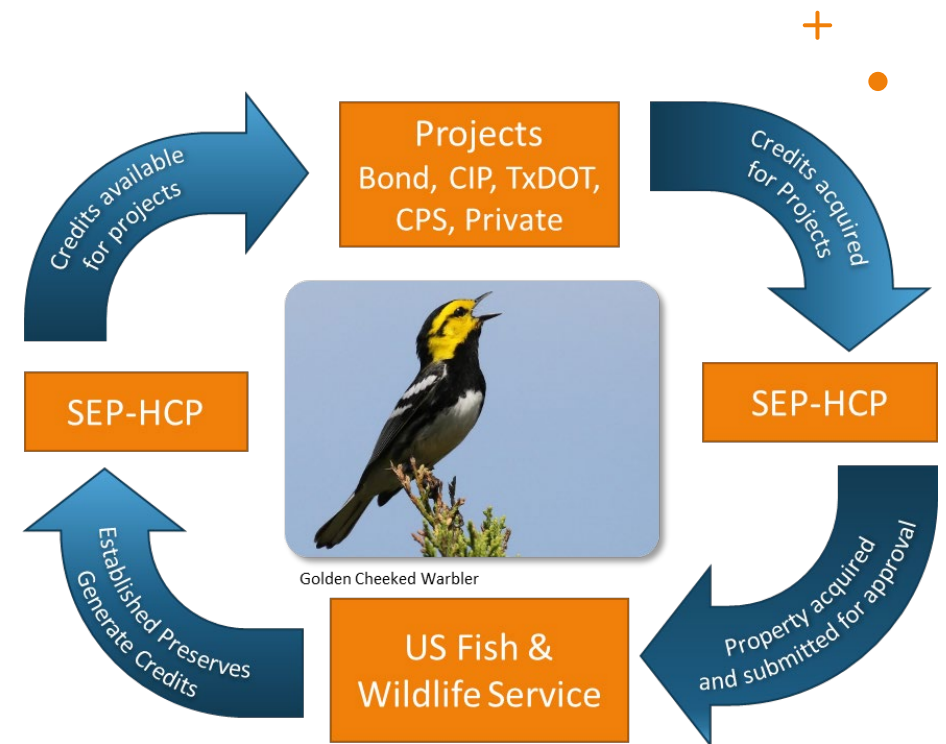 Projects
Bond, CIP, TxDOT,
CPS, Private
Credits acquired
for Projects
SEP-HCP
Property acquired
and submitted for approval
US Fish &
Wildlife Service
Established Preserves
Generate Credits
SEP-HCP
Credits available
for projects
Golden Cheeked Warbler